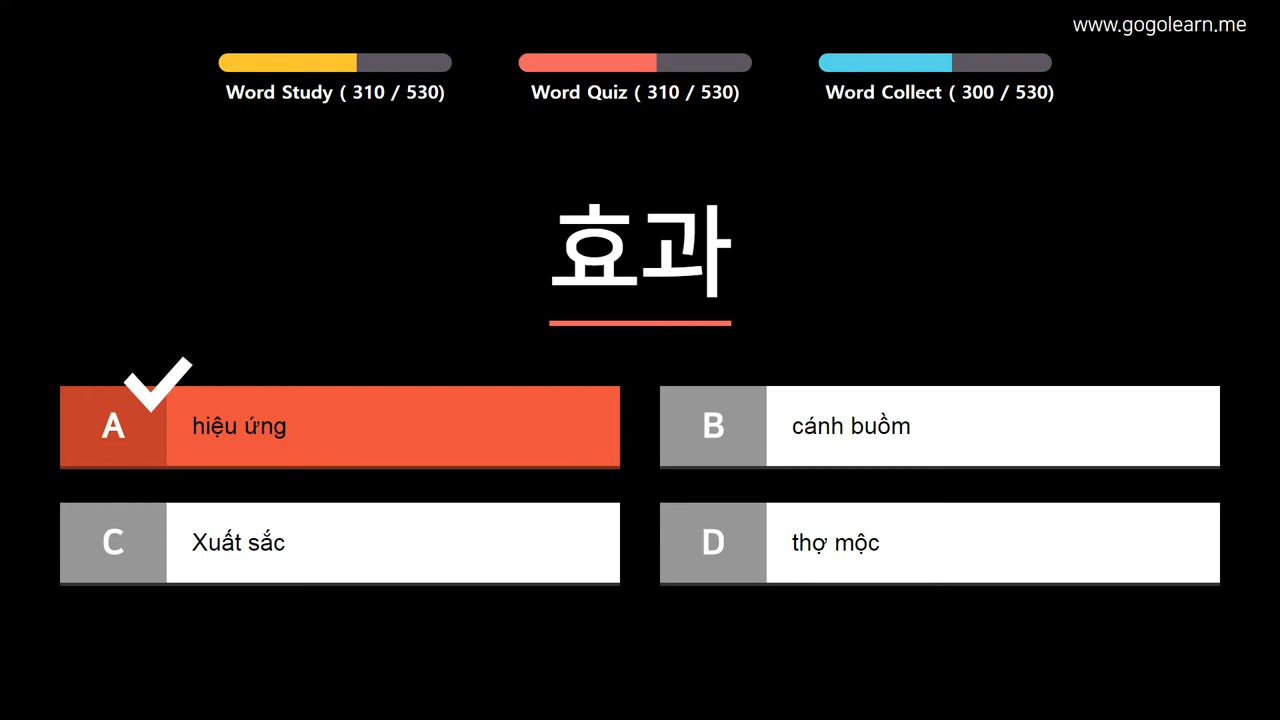 www.gogolearn.me
Word Study ( 310 / 530)
Word Quiz ( 310 / 530)
Word Collect ( 300 / 530)
효과
A hiệu ứng
B cánh buồm
C Xuất sắc
D thợ mộc